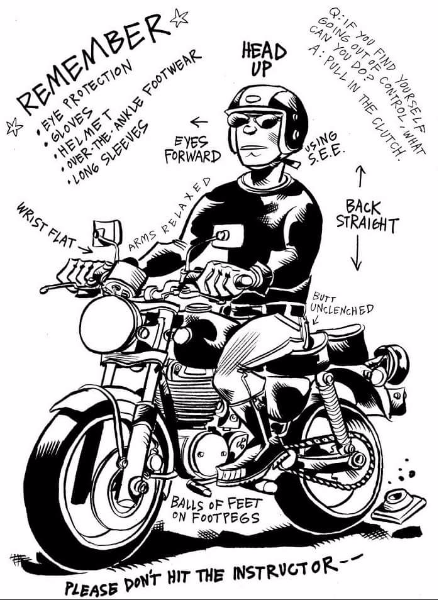 ☆REMEMBER☆
• EYE PROTECTION
• GLOVES
• HELMET
• OVER-THE-ANKLE FOOTWEAR
• LONG SLEEVES
HEAD
UP
Q: IF YOU FIND YOURSELF
GOING OUT OF CONTROL, WHAT
CAN YOU DO?
A: PULL IN THE CLUTCH.
←
EYES
FORWARD
USING
S.E.E.
BACK
STRAIGHT
WRIST FLAT
ARMS RELAXED
BUTT
UNCLENCHED
BALLS OF FEET
ON FOOTPEGS
PLEASE DON'T HIT THE INSTRUCTOR--